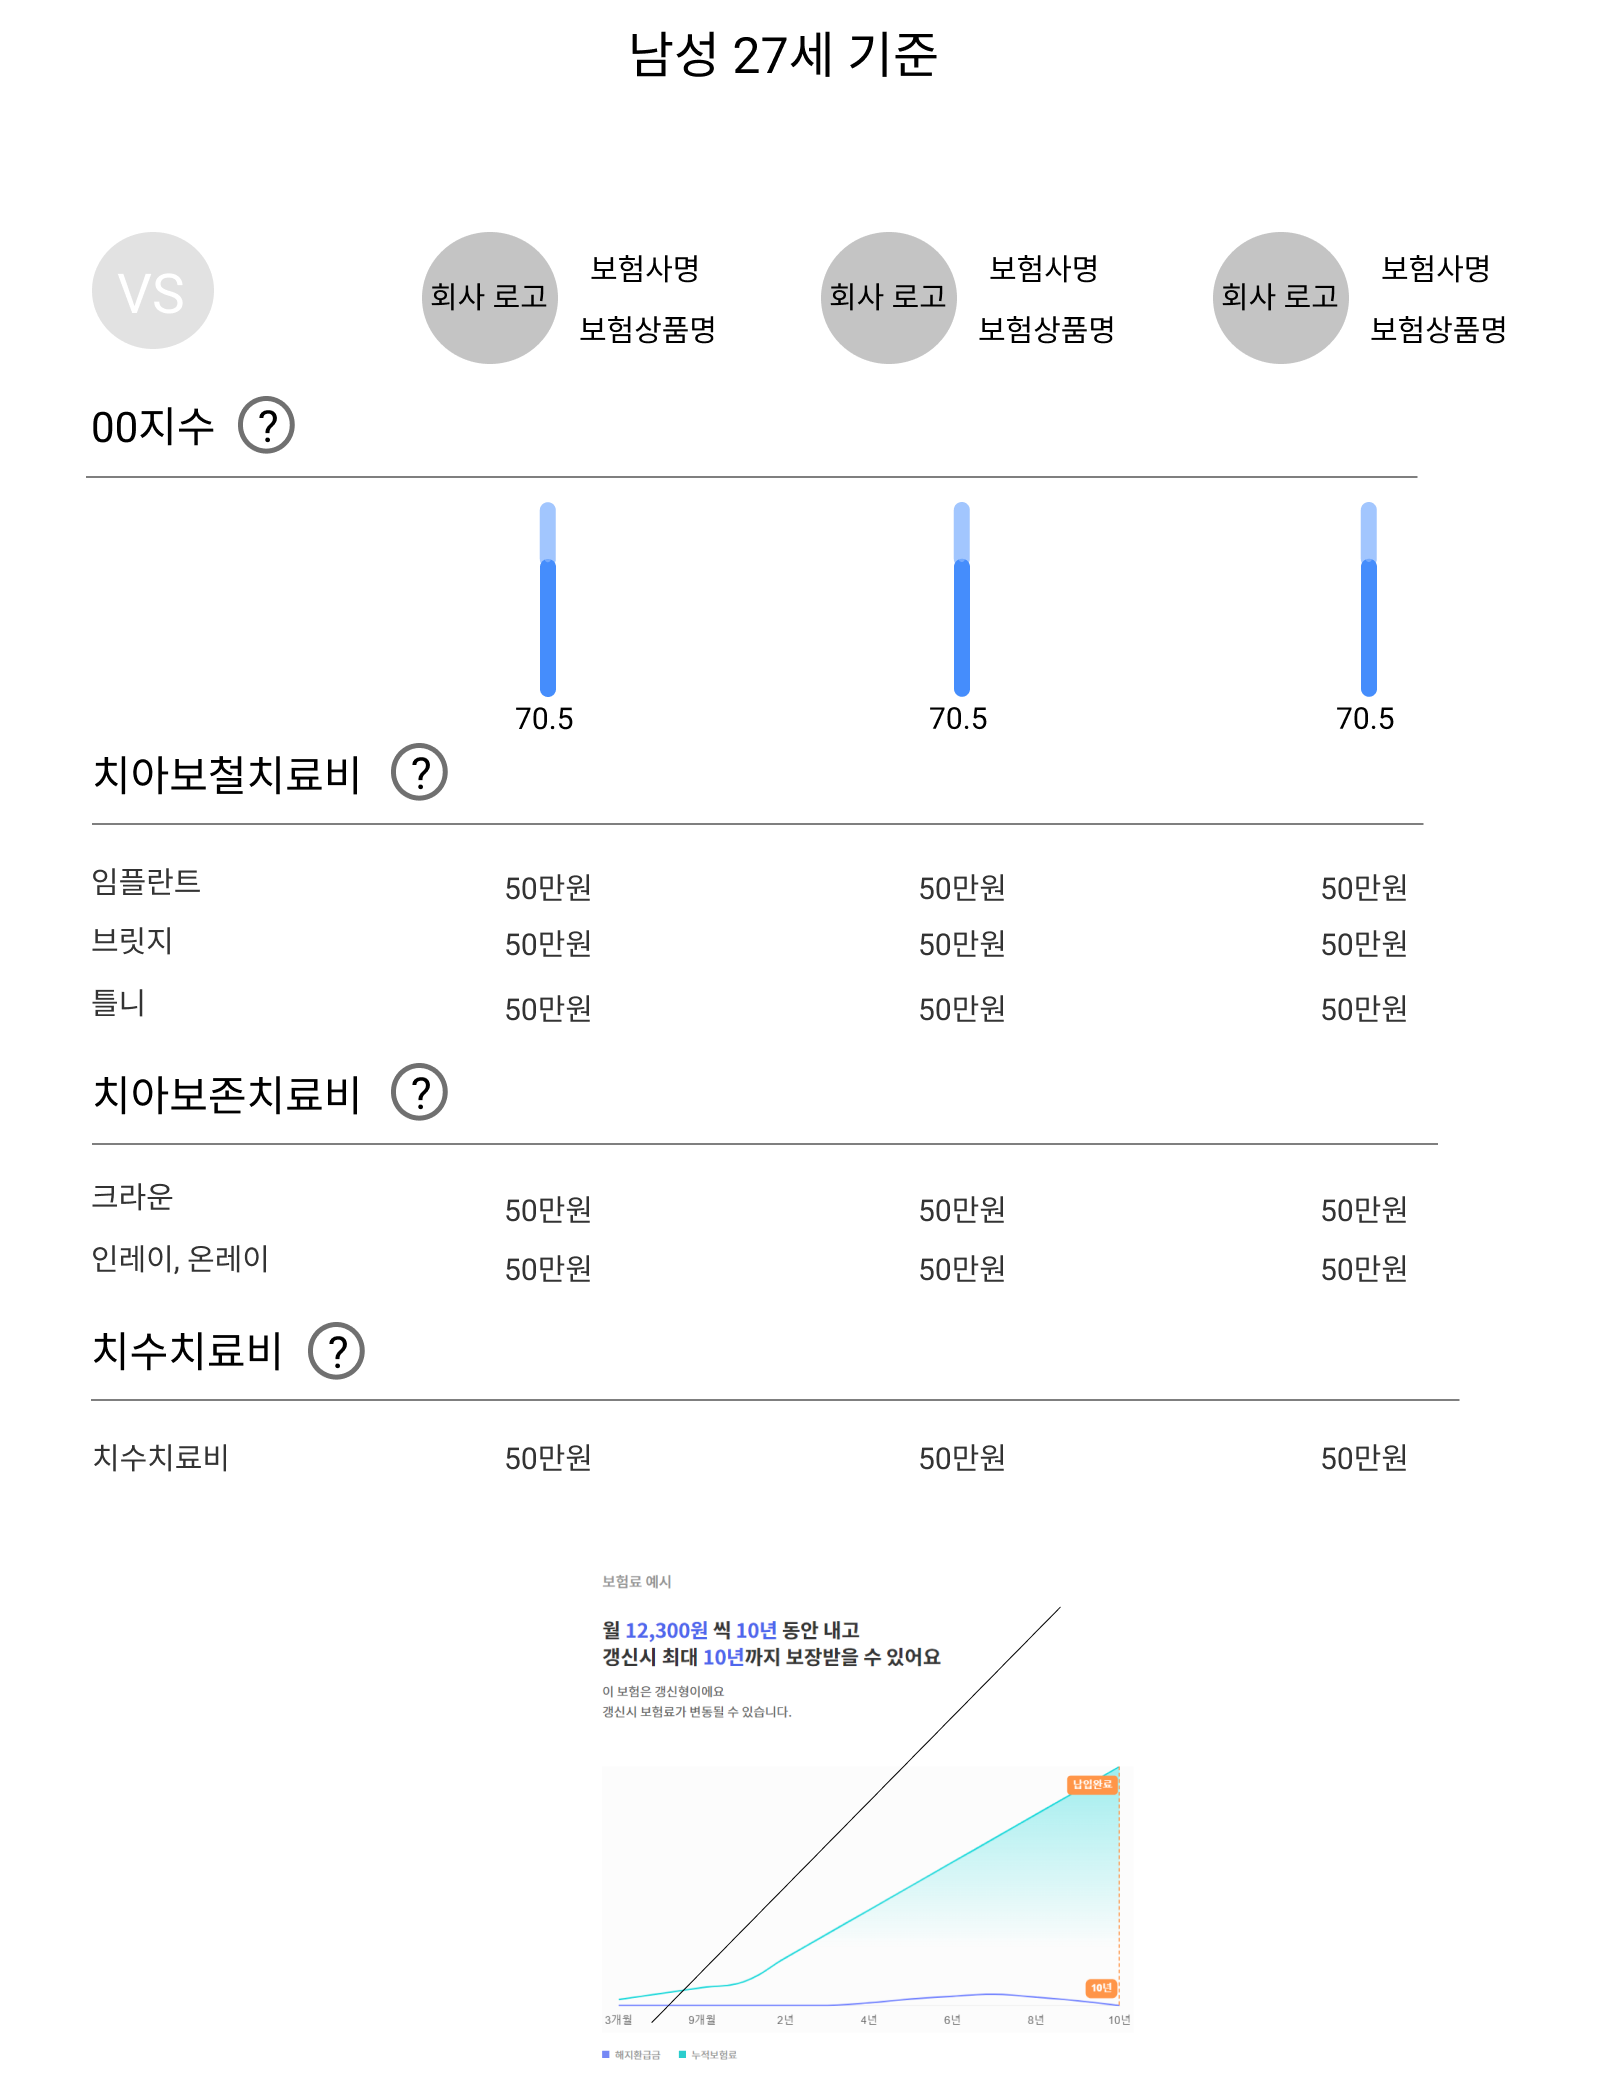 남성 27세 기준
VS
회사 로고
보험사명
보험상품명
회사 로고
보험사명
보험상품명
회사 로고
보험사명
보험상품명
00지수 ?
70.5 70.5 70.5
치아보철치료비 ?
임플란트 50만원 50만원 50만원
브릿지 50만원 50만원 50만원
틀니 50만원 50만원 50만원
치아보존치료비 ?
크라운 50만원 50만원 50만원
인레이, 온레이 50만원 50만원 50만원
치수치료비 ?
치수치료비 50만원 50만원 50만원
보험료 예시
월 12,300원 씩 10년 동안 내고
갱신시 최대 10년까지 보장받을 수 있어요
이 보험은 갱신형이에요
갱신시 보험료가 변동될 수 있습니다.
납입완료
10년
3개월 9개월 2년 4년 6년 8년 10년
해지환급금 누적보험료